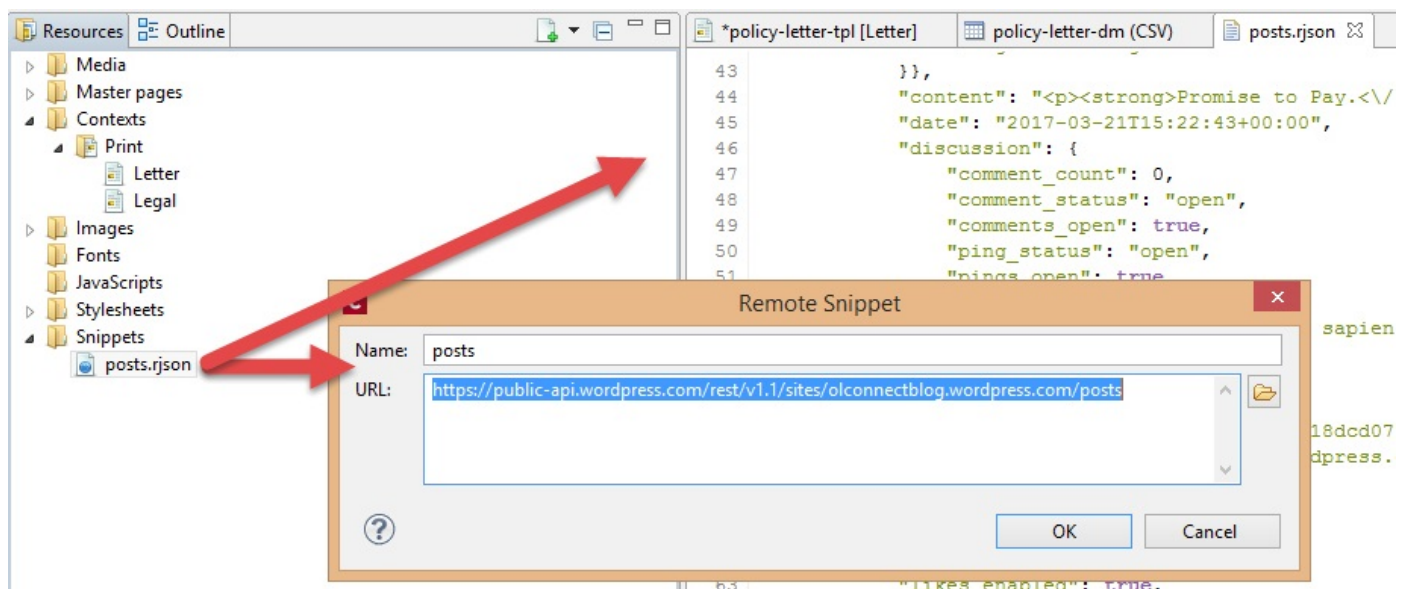 Resources Outline
*policy-letter-tpl [Letter] policy-letter-dm (CSV) posts.rjson
Media
Master pages
Contexts
Print
Letter
Legal
Images
Fonts
JavaScripts
Stylesheets
Snippets
posts.rjson
43 }},
44 "content": "<p><strong>Promise to Pay.<\/
45 "date": "2017-03-21T15:22:43+00:00",
46 "discussion": {
47 "comment_count": 0,
48 "comment_status": "open",
49 "comments_open": true,
50 "ping_status": "open",
51 "pings_open": true
sapien
18dcd07
dpress.
63 "likes_enabled": true,
Remote Snippet
Name: posts
URL: https://public-api.wordpress.com/rest/v1.1/sites/olconnectblog.wordpress.com/posts
?
OK Cancel